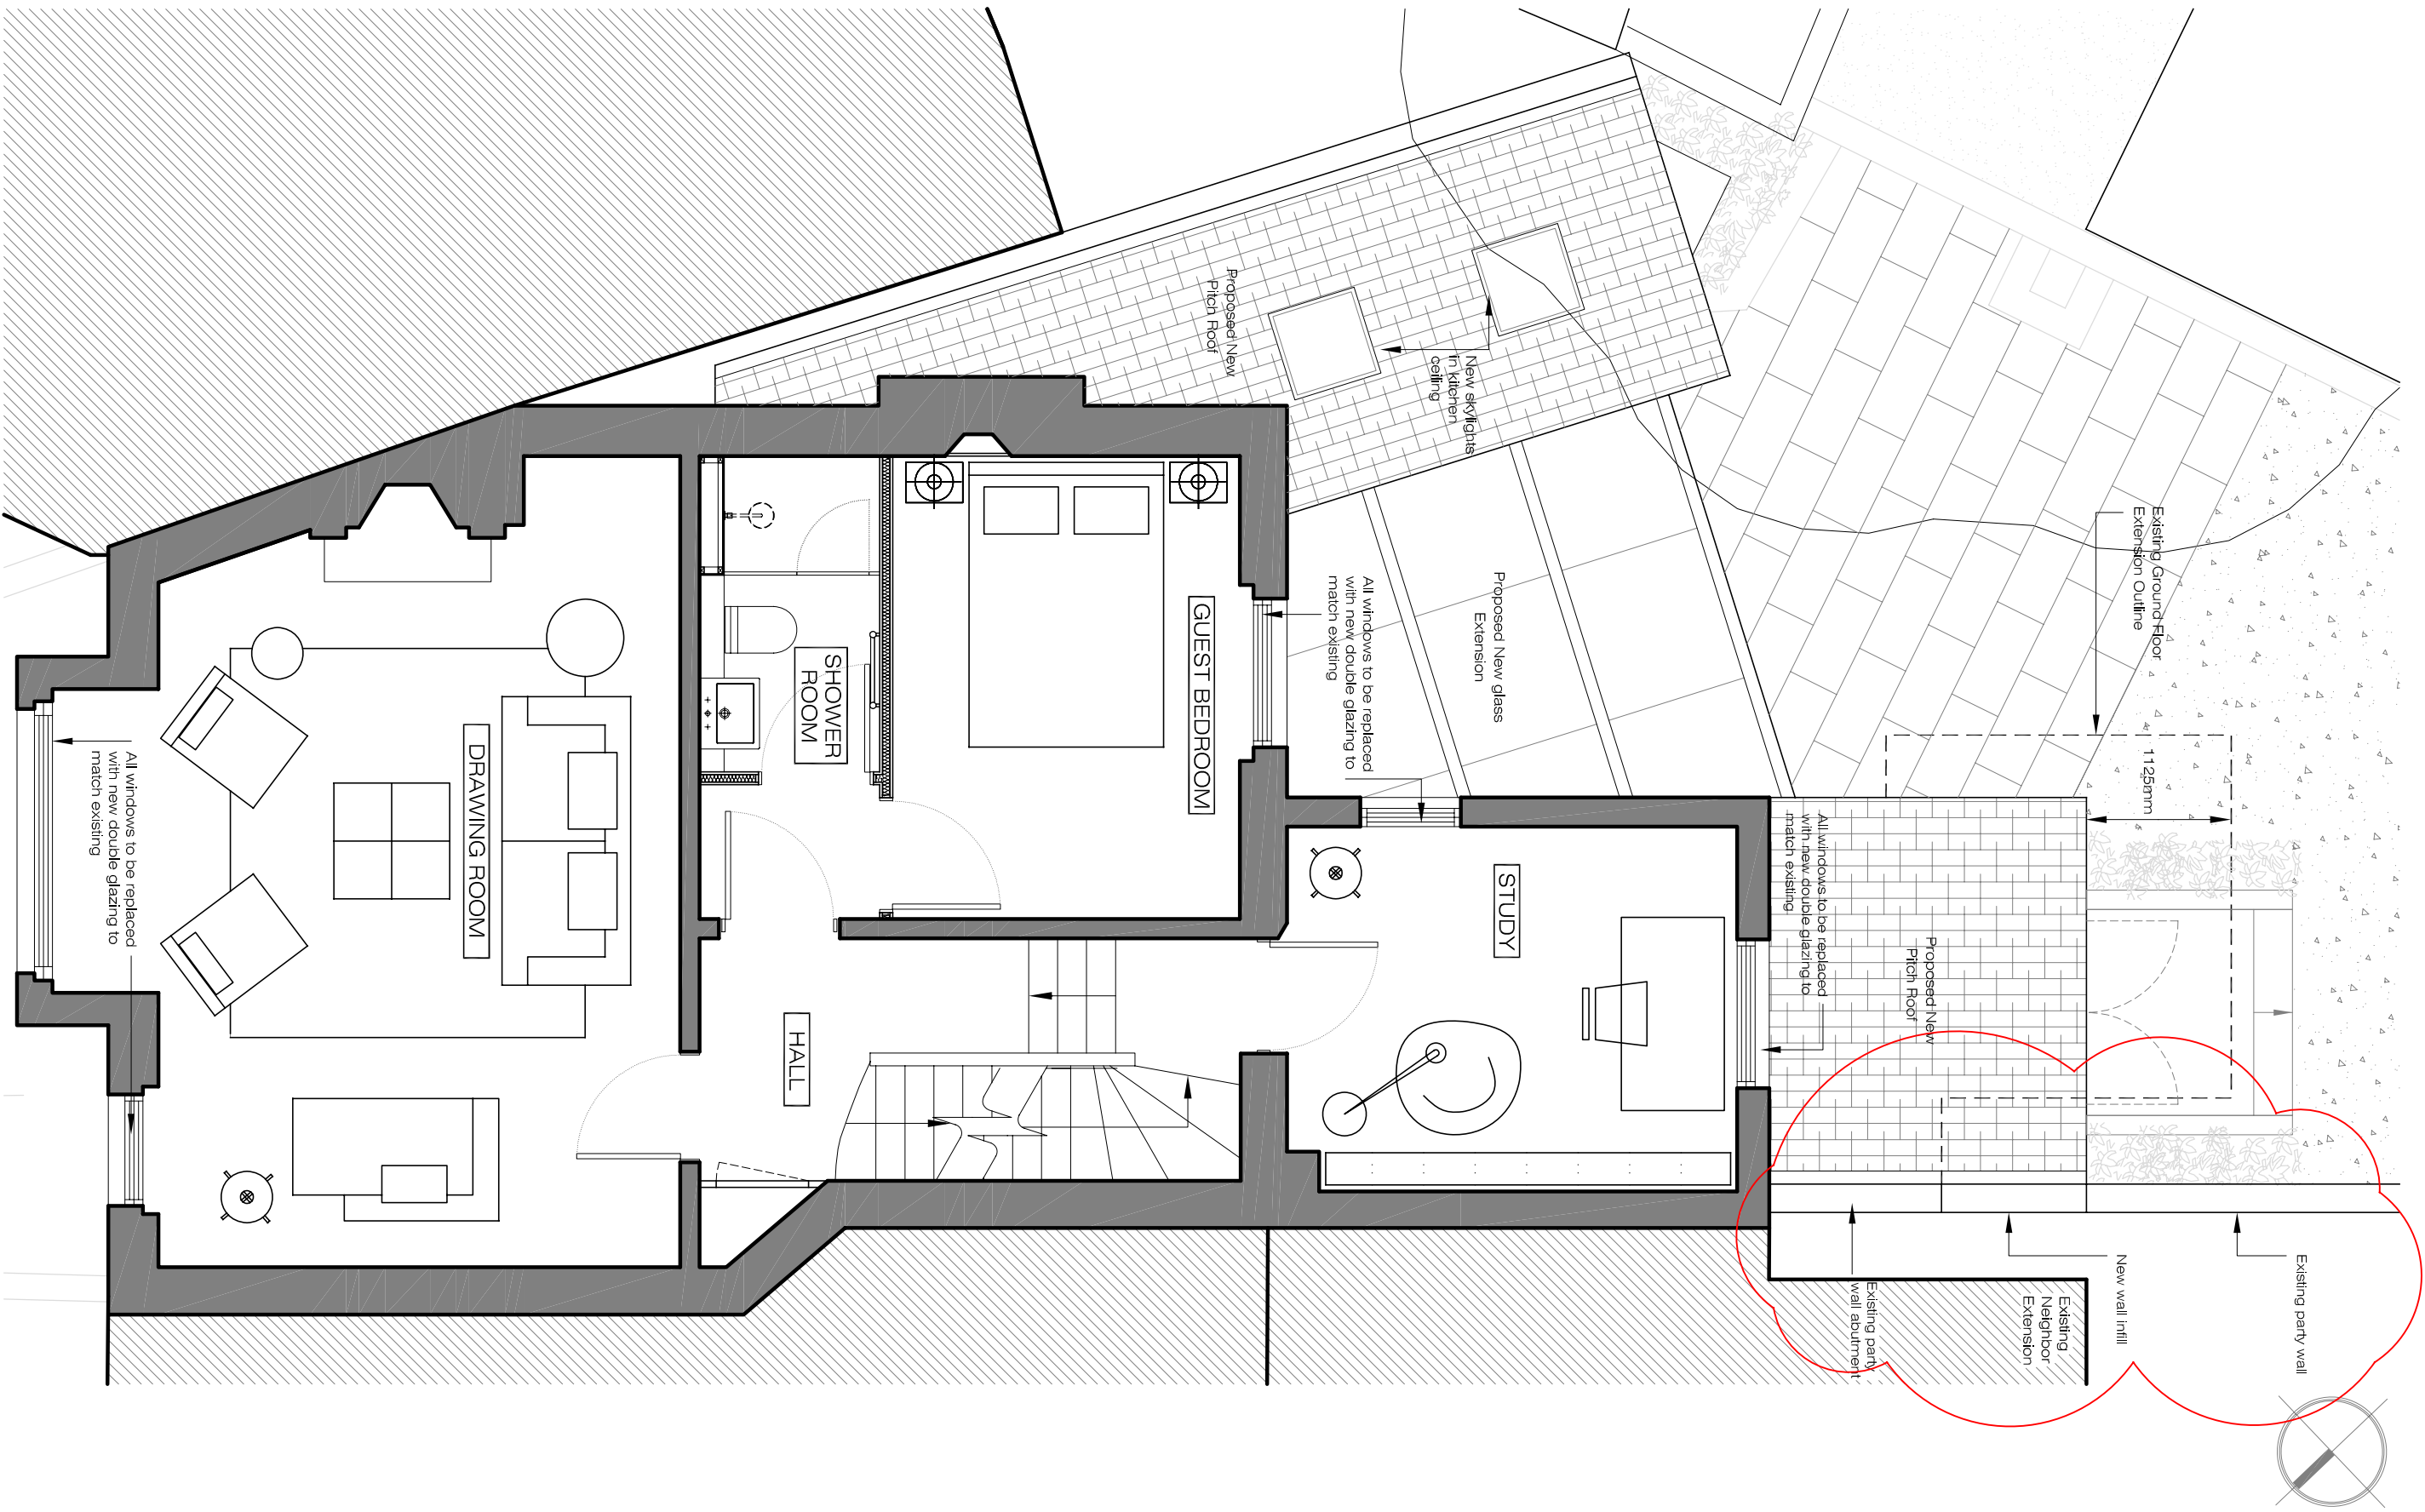 Proposed New
Pitch Roof
New skylights
in kitchen
ceiling
Existing Ground Floor
Extension Outline
1125mm
All windows to be replaced
with new double glazing to
match existing
Proposed New glass
Extension
GUEST BEDROOM
SHOWER
ROOM
DRAWING ROOM
All windows to be replaced
with new double glazing to
match existing
STUDY
HALL
All windows to be replaced
with new double glazing to
match existing
Proposed New
Pitch Roof
Existing party
wall abutment
Existing
Neighbor
Extension
New wall infill
Existing party wall